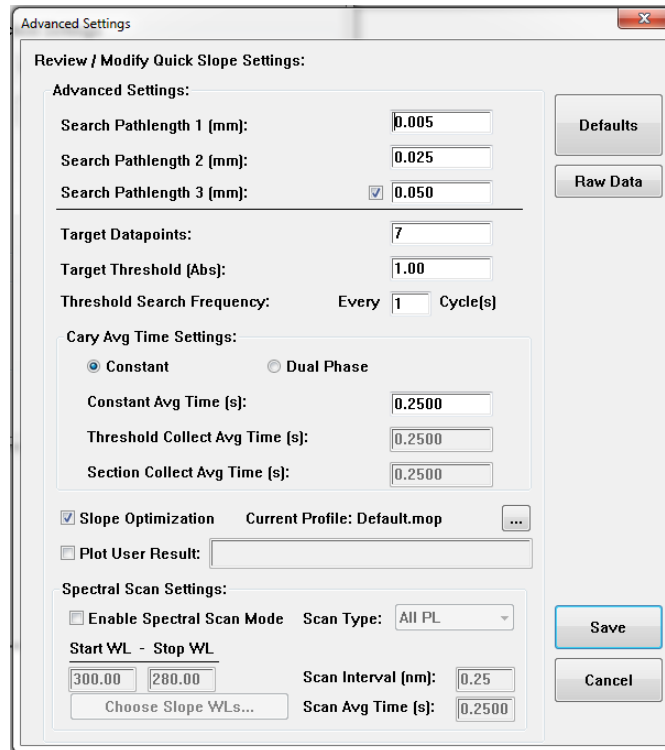 Advanced Settings
x
Review / Modify Quick Slope Settings:
Advanced Settings:
Search Pathlength 1 (mm): 0.005
Defaults
Search Pathlength 2 (mm): 0.025
Search Pathlength 3 (mm): 0.050
Raw Data
Target Datapoints: 7
Target Threshold (Abs): 1.00
Threshold Search Frequency: Every 1 Cycle(s)
Cary Avg Time Settings:
Constant Dual Phase
Constant Avg Time (s): 0.2500
Threshold Collect Avg Time (s): 0.2500
Section Collect Avg Time (s): 0.2500
Slope Optimization Current Profile: Default.mop ...
Plot User Result:
Spectral Scan Settings:
Enable Spectral Scan Mode Scan Type: All PL
Save
Start WL - Stop WL
300.00 280.00 Scan Interval (nm): 0.25
Cancel
Choose Slope WLs... Scan Avg Time (s): 0.2500